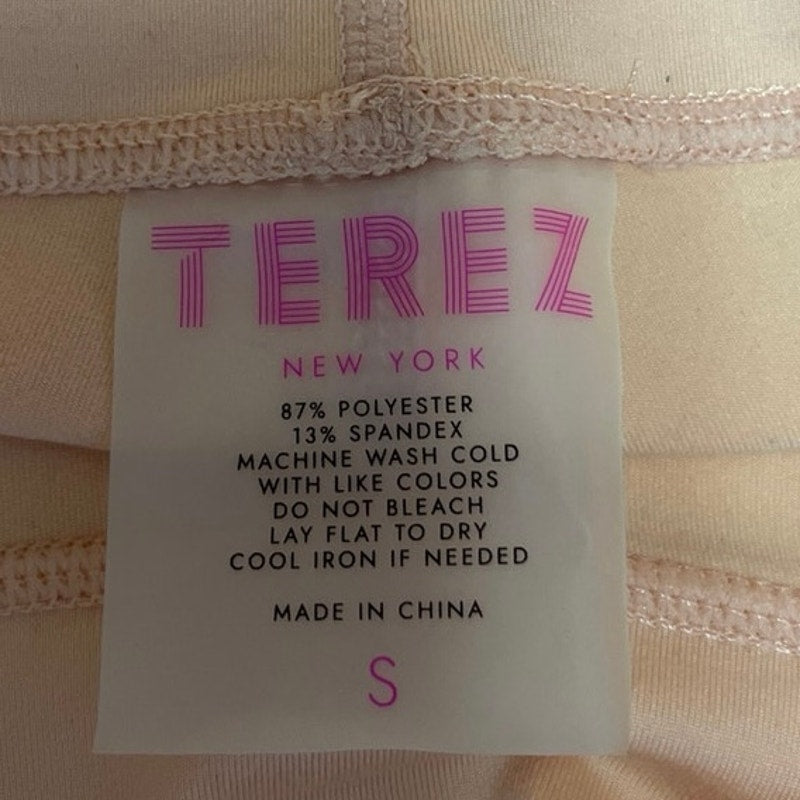 TEREZ
NEW YORK
87% POLYESTER
13% SPANDEX
MACHINE WASH COLD
WITH LIKE COLORS
DO NOT BLEACH
LAY FLAT TO DRY
COOL IRON IF NEEDED
MADE IN CHINA
S